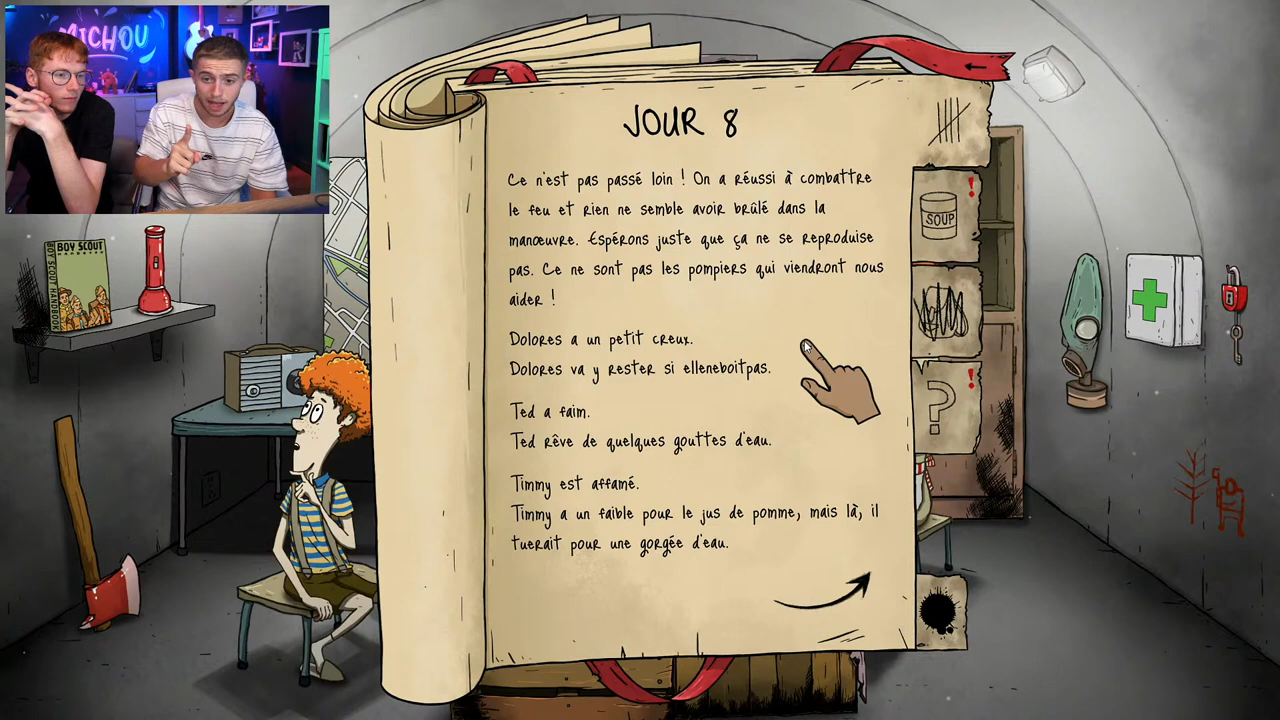 MICHOU
JOUR 8
Ce n'est pas passé loin ! On a réussi à combattre
le feu et rien ne semble avoir brûlé dans la
manœuvre. Espérons juste que ça ne se reproduise
pas. Ce ne sont pas les pompiers qui viendront nous
aider !
Dolores a un petit creux.
Dolores va y rester si elleneboitpas.
Ted a faim.
Ted rêve de quelques gouttes d'eau.
Timmy est affamé.
Timmy a un faible pour le jus de pomme, mais là, il
tuerait pour une gorgée d'eau.
SOUP
!
?
!
BOY SCOUT
HANDBOOK
BOY SCOUT HANDBOOK